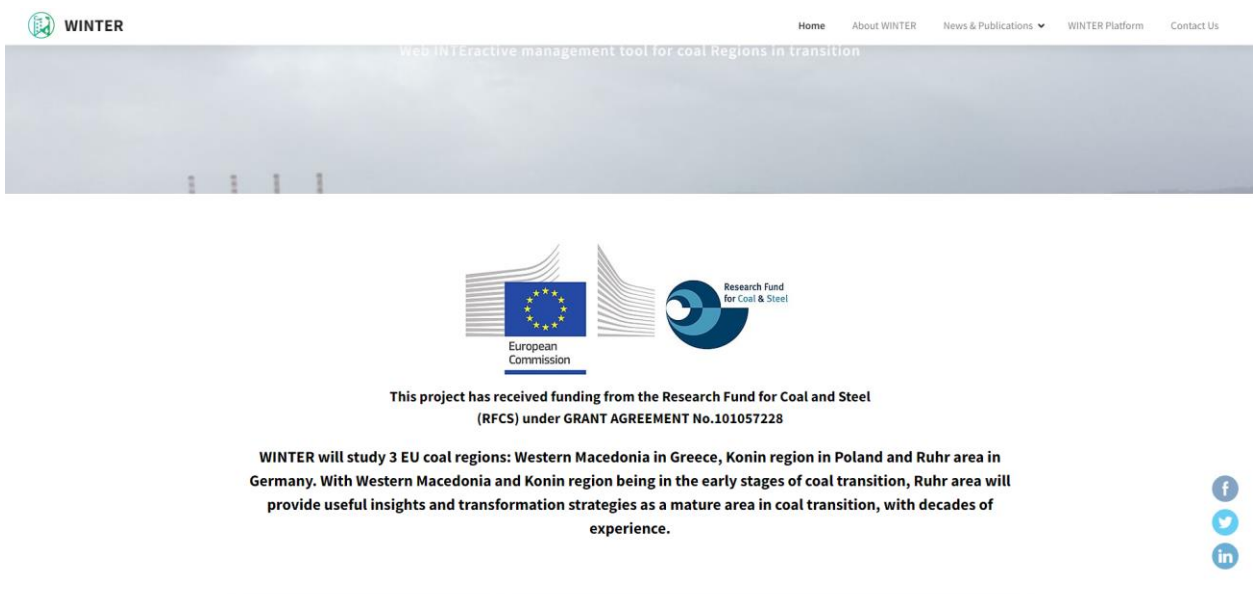 WINTER
Home About WINTER News & Publications WINTER Platform Contact Us
Web INTEractive management tool for coal Regions in transition
Research Fund
for Coal & Steel
European
Commission
This project has received funding from the Research Fund for Coal and Steel
(RFCS) under GRANT AGREEMENT No.101057228
WINTER will study 3 EU coal regions: Western Macedonia in Greece, Konin region in Poland and Ruhr area in
Germany. With Western Macedonia and Konin region being in the early stages of coal transition, Ruhr area will
provide useful insights and transformation strategies as a mature area in coal transition, with decades of
experience.
f
in